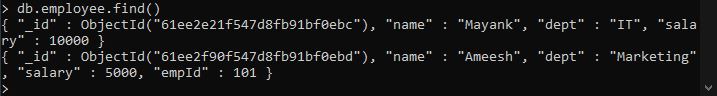 > db.employee.find()
{ "_id" : ObjectId("61ee2e21f547d8fb91bf0ebc"), "name" : "Mayank", "dept" : "IT", "sala
ry" : 10000 }
{ "_id" : ObjectId("61ee2f90f547d8fb91bf0ebd"), "name" : "Ameesh", "dept" : "Marketing"
, "salary" : 5000, "empId" : 101 }
>